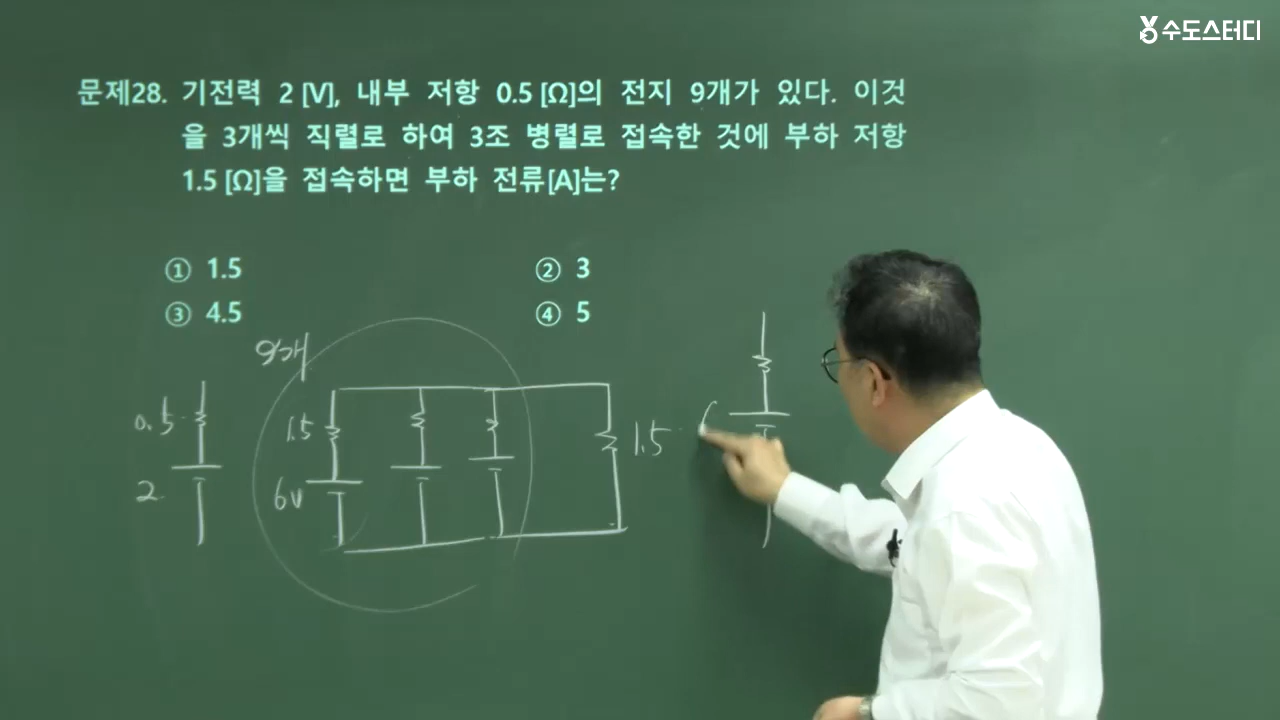 수도스터디
문제28. 기전력 2 [V], 내부 저항 0.5 [Ω]의 전지 9개가 있다. 이것
을 3개씩 직렬로 하여 3조 병렬로 접속한 것에 부하 저항
1.5 [Ω]을 접속하면 부하 전류[A]는?
① 1.5
② 3
③ 4.5
④ 5
9개
0.5
2
1.5
6V
1.5